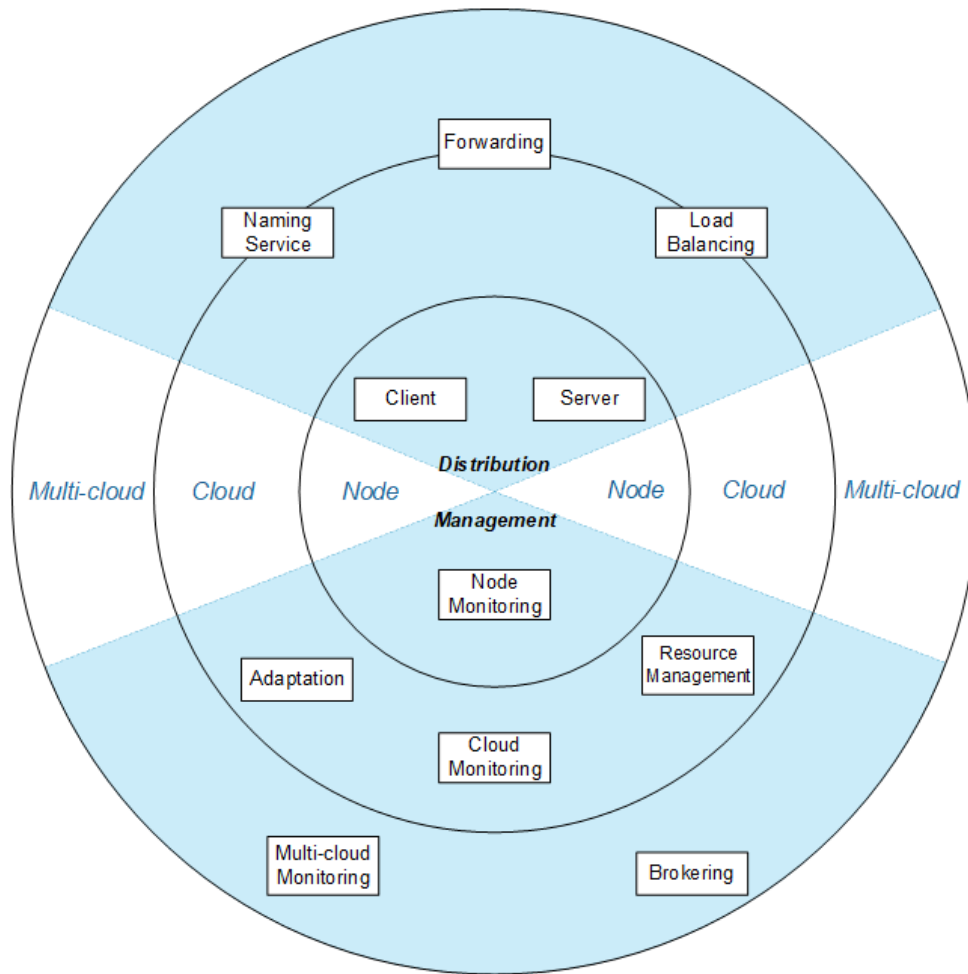 Forwarding
Naming
Service
Load
Balancing
Client
Server
Distribution
Multi-cloud
Cloud
Node
Node
Cloud
Multi-cloud
Management
Node
Monitoring
Adaptation
Resource
Management
Cloud
Monitoring
Multi-cloud
Monitoring
Brokering